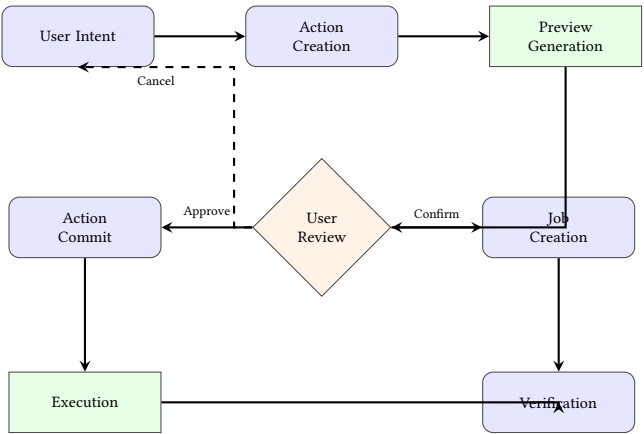 User Intent
Action
Creation
Preview
Generation
Cancel
Action
Commit
Approve
User
Review
Confirm
Job
Creation
Execution
Verification